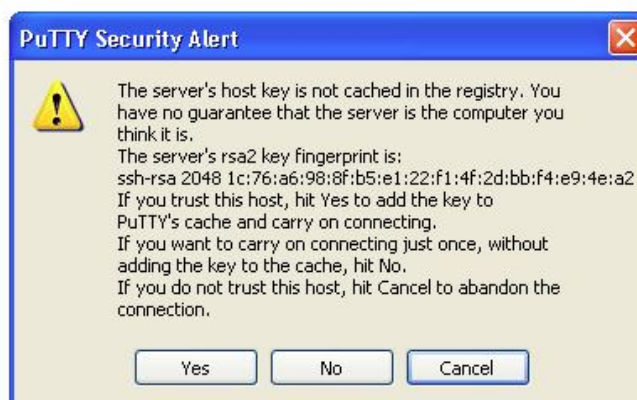 PuTTY Security Alert
The server's host key is not cached in the registry. You
have no guarantee that the server is the computer you
think it is.
The server's rsa2 key fingerprint is:
ssh-rsa 2048 1c:76:a6:98:8f:b5:e1:22:f1:4f:2d:bb:f4:e9:4e:a2
If you trust this host, hit Yes to add the key to
PuTTY's cache and carry on connecting.
If you want to carry on connecting just once, without
adding the key to the cache, hit No.
If you do not trust this host, hit Cancel to abandon the
connection.
Yes No Cancel